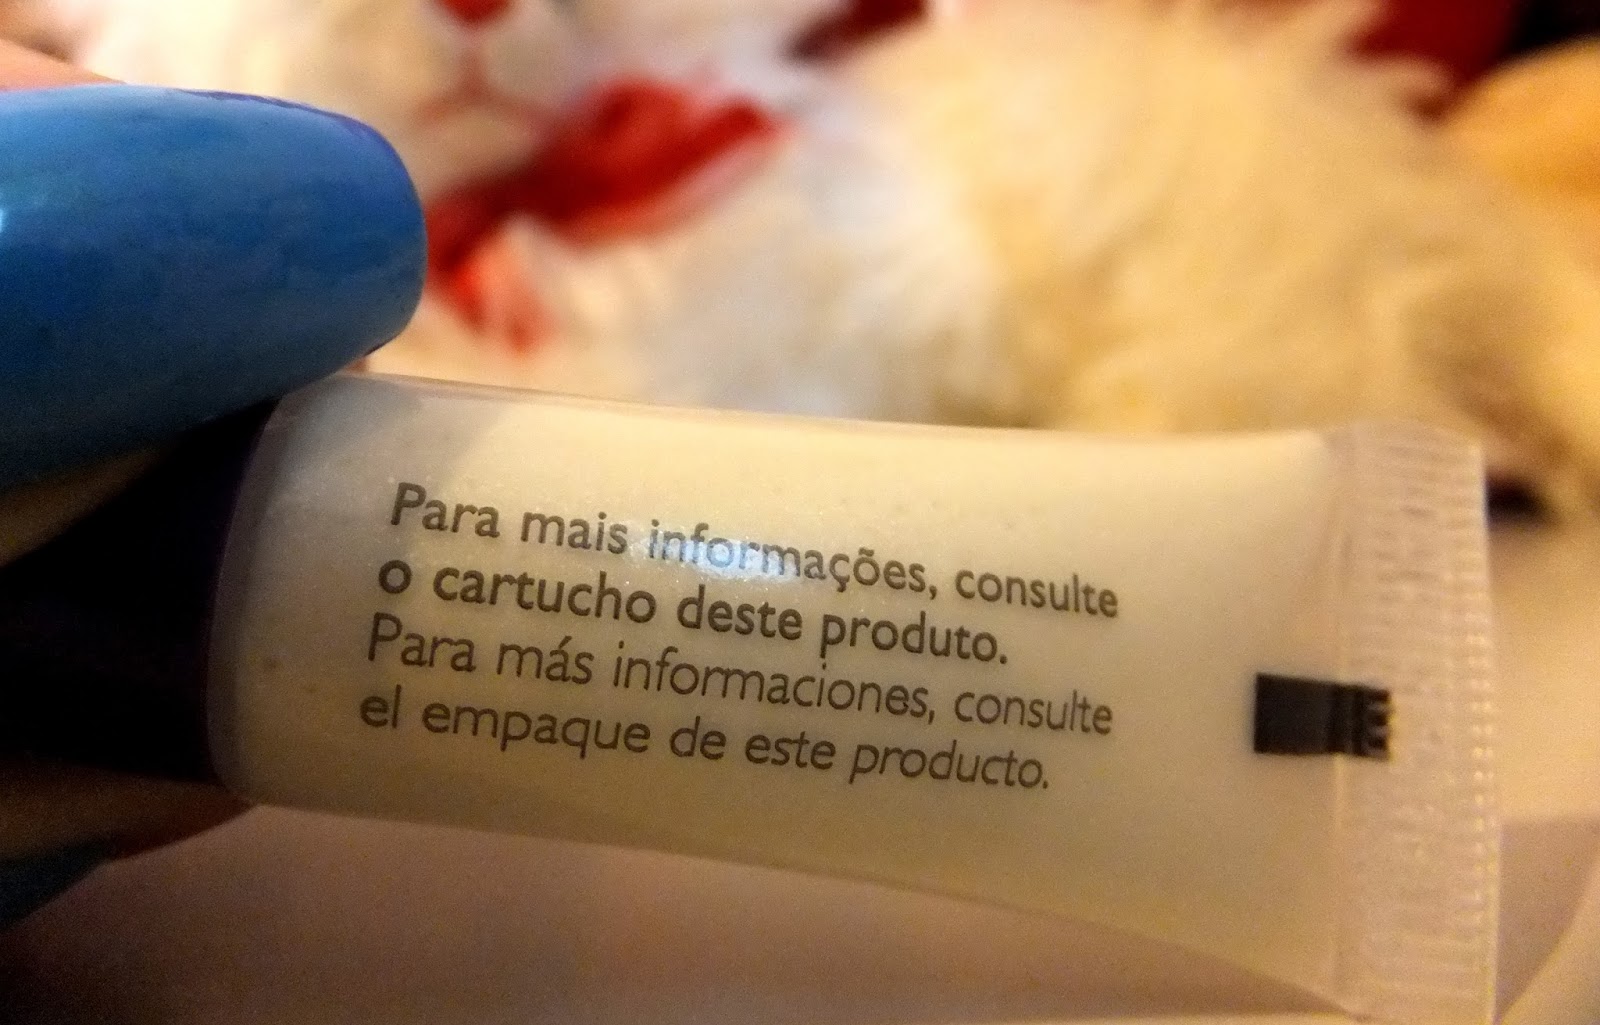 Para mais informações, consulte
o cartucho deste produto.
Para más informaciones, consulte
el empaque de este producto.